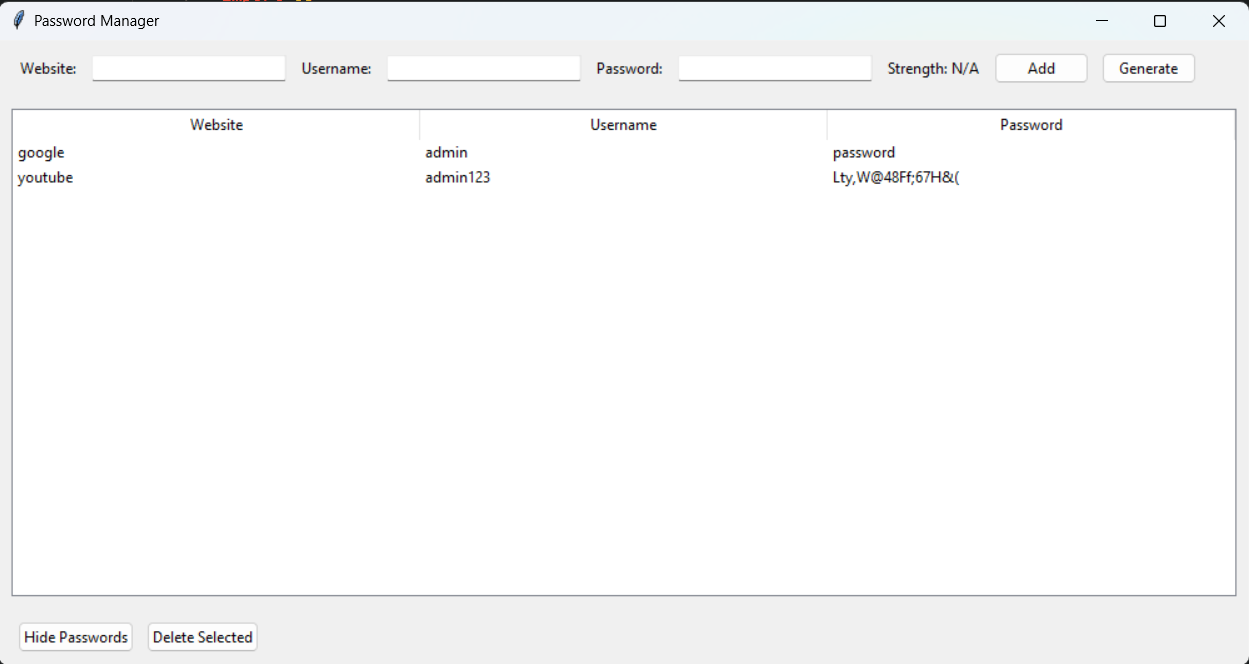 Password Manager
Website: Username: Password: Strength: N/A Add Generate
Website Username Password
google admin password
youtube admin123 Lty,W@48Ff;67H&(
Hide Passwords Delete Selected